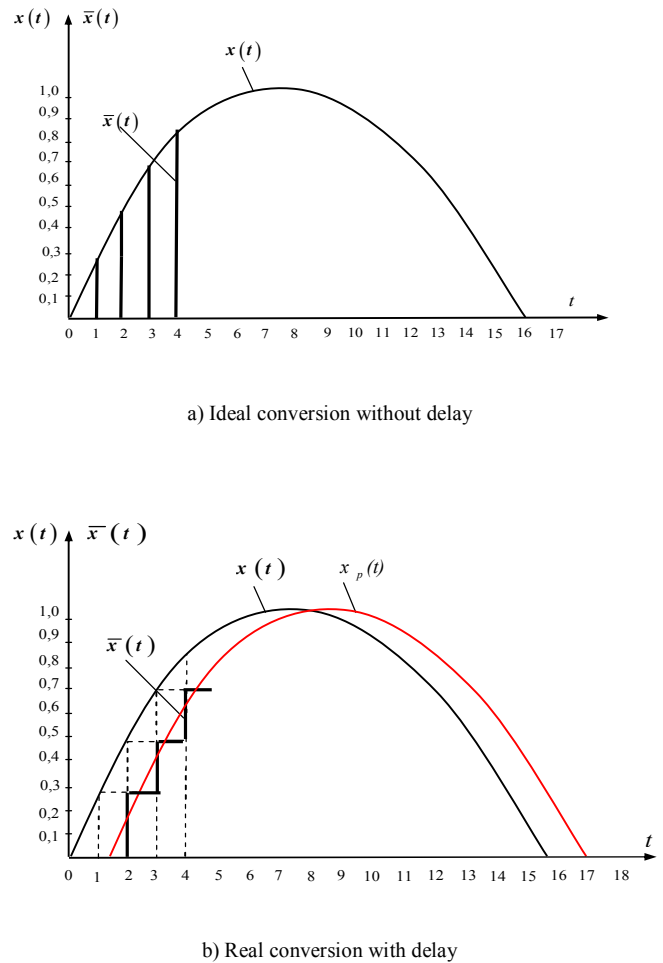 x(t) x̅(t)
x(t)
1,0
0,9
x̅(t)
0,8
0,7
0,6
0,5
0,4
0,3
0,2
0,1
t
0 1 2 3 4 5 6 7 8 9 10 11 12 13 14 15 16 17
a) Ideal conversion without delay
x(t) x̅(t)
x(t) x p(t)
1,0
0,9
x̅(t)
0,8
0,7
0,6
0,5
0,4
0,3
0,2
0,1
t
0 1 2 3 4 5 6 7 8 9 10 11 12 13 14 15 16 17 18
b) Real conversion with delay